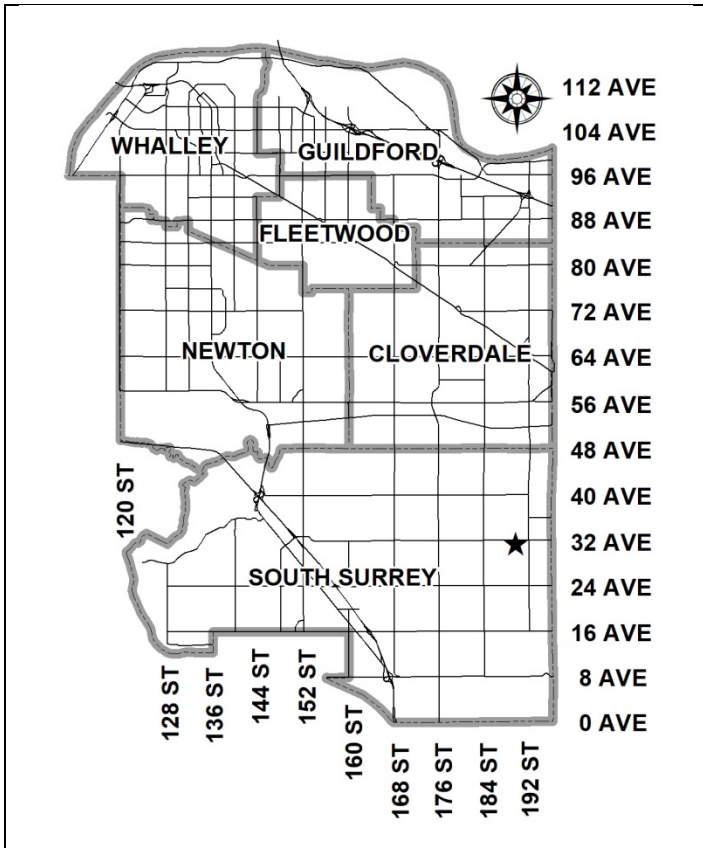 112 AVE
104 AVE
WHALLEY
GUILDFORD
96 AVE
88 AVE
FLEETWOOD
80 AVE
72 AVE
NEWTON
CLOVERDALE
64 AVE
56 AVE
48 AVE
120 ST
40 AVE
32 AVE
SOUTH SURREY
24 AVE
16 AVE
8 AVE
0 AVE
128 ST
136 ST
144 ST
152 ST
160 ST
168 ST
176 ST
184 ST
192 ST